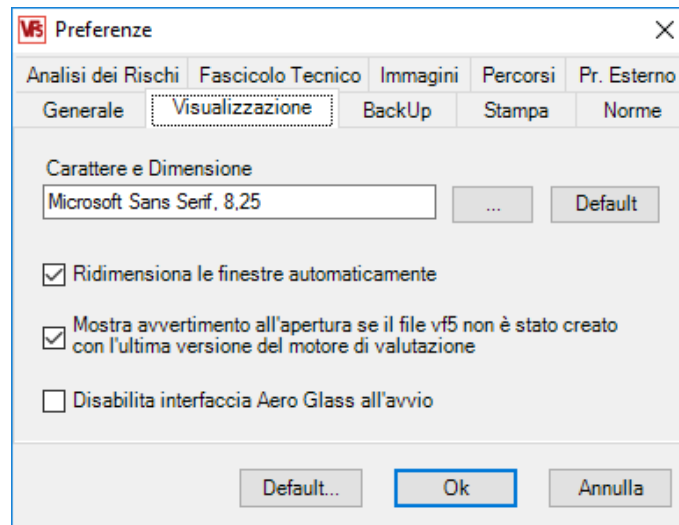 VF5 Preferenze
Analisi dei Rischi Fascicolo Tecnico Immagini Percorsi Pr. Esterno
Generale Visualizzazione BackUp Stampa Norme
Carattere e Dimensione
Microsoft Sans Serif, 8,25 ... Default
Ridimensiona le finestre automaticamente
Mostra avvertimento all'apertura se il file vf5 non è stato creato
con l'ultima versione del motore di valutazione
Disabilita interfaccia Aero Glass all'avvio
Default... Ok Annulla